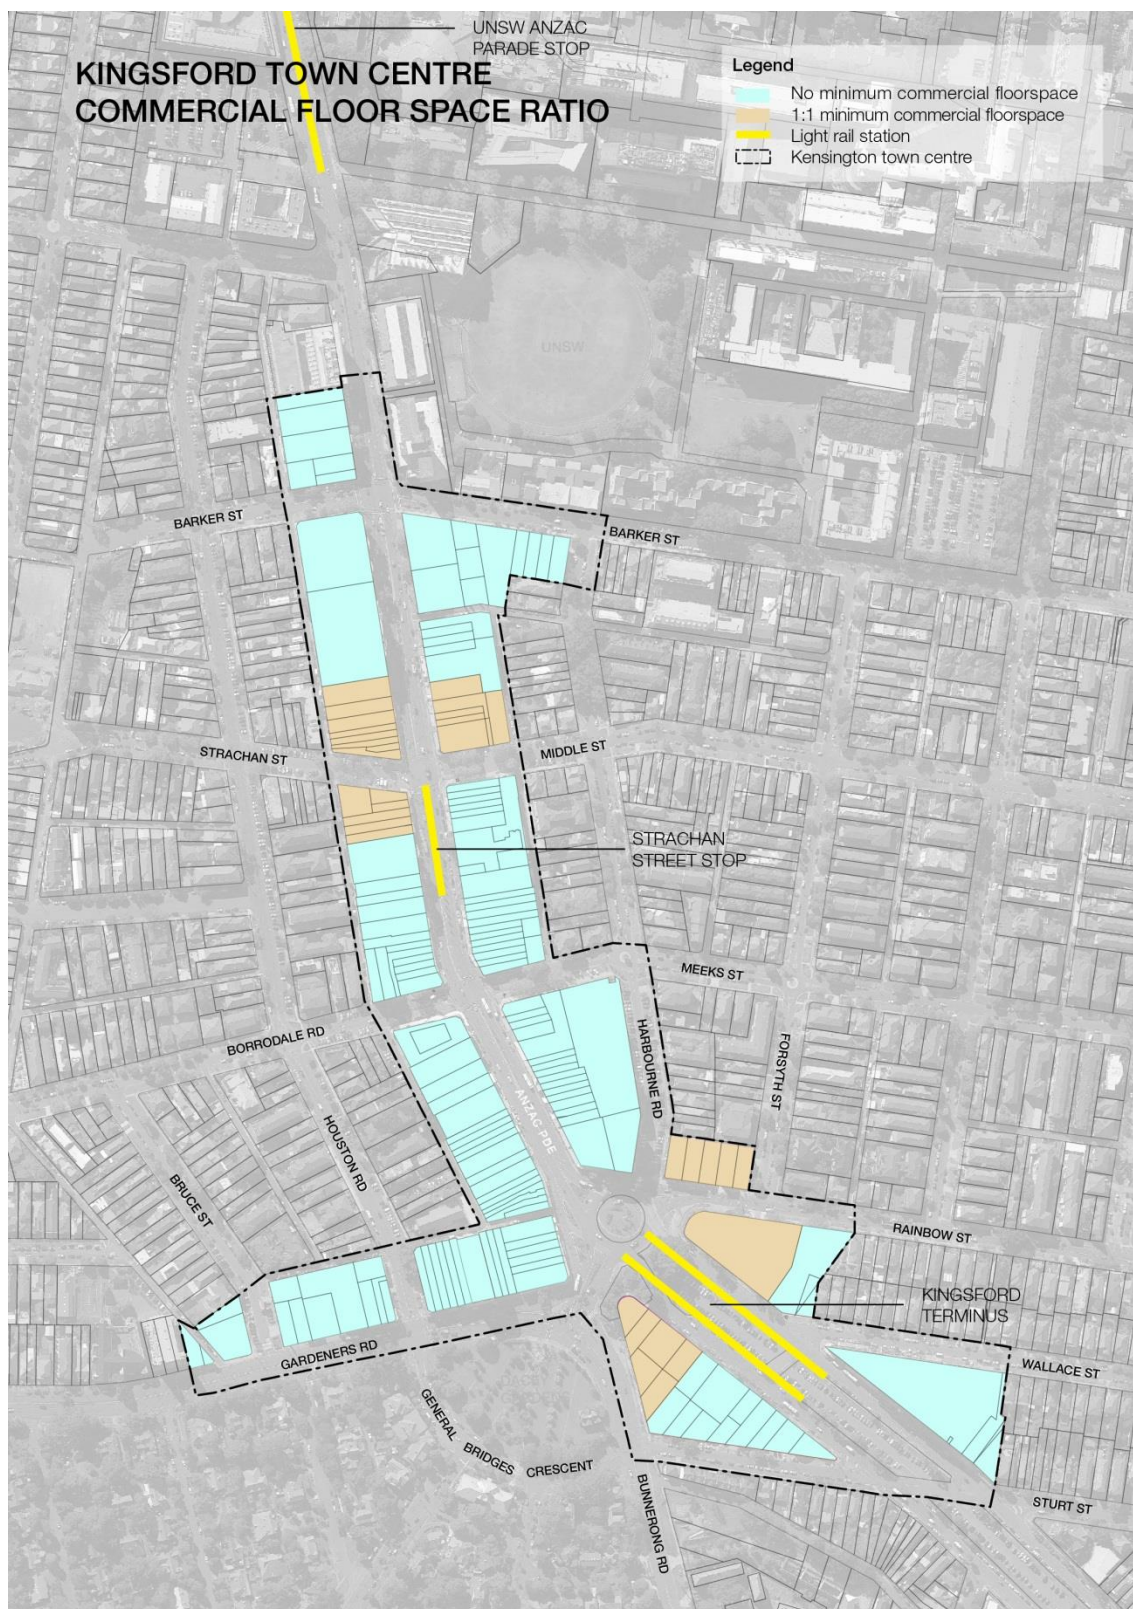 UNSW ANZAC
PARADE STOP
KINGSFORD TOWN CENTRE
COMMERCIAL FLOOR SPACE RATIO
Legend
No minimum commercial floorspace
1:1 minimum commercial floorspace
Light rail station
Kensington town centre
UNSW
BARKER ST
BARKER ST
STRACHAN ST
MIDDLE ST
STRACHAN
STREET STOP
MEEKS ST
BORRODALE RD
HARBOURNE RD
FORSYTH ST
ANZAC PDE
HOUSTON RD
BRUCE ST
RAINBOW ST
KINGSFORD
TERMINUS
GARDENERS RD
WALLACE ST
GENERAL BRIDGES CRESCENT
BUNNERONG RD
STURT ST